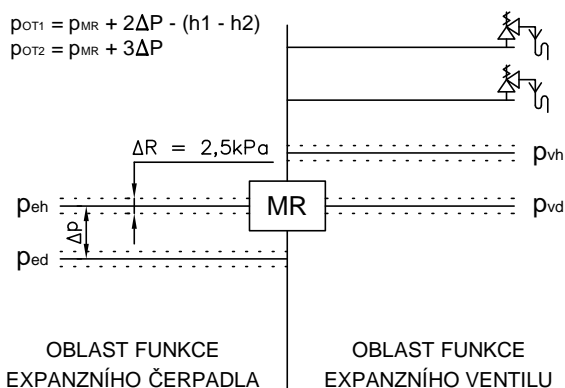 pOT1 = pMR + 2ΔP - (h1 - h2)
pOT2 = pMR + 3ΔP
ΔR = 2,5kPa
pvh
peh
MR
pvd
Δp
ped
OBLAST FUNKCE
EXPANZNÍHO ČERPADLA
OBLAST FUNKCE
EXPANZNÍHO VENTILU